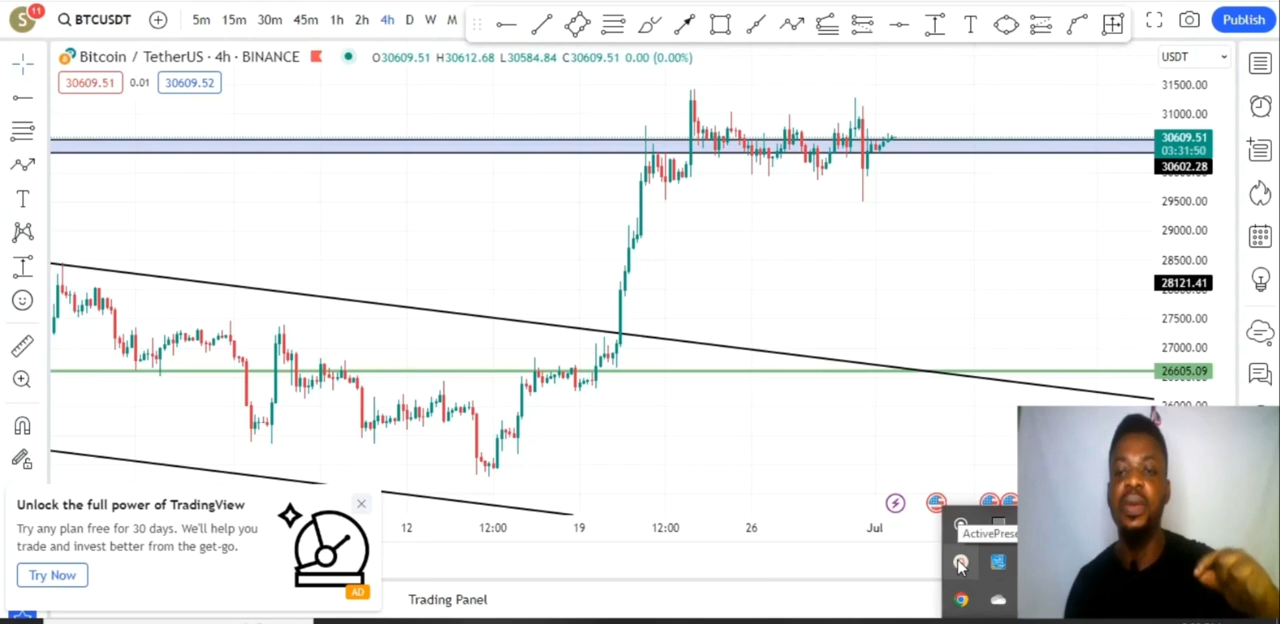 S 11 BTCUSDT 5m 15m 30m 45m 1h 2h 4h D W M T Publish
Bitcoin / TetherUS · 4h · BINANCE O30609.51 H30612.68 L30584.84 C30609.51 0.00 (0.00%) USDT
30609.51 0.01 30609.52
31500.00
31000.00
30609.51
03:31:50
30602.28
29500.00
29000.00
28500.00
28121.41
27500.00
27000.00
26605.09
Unlock the full power of TradingView
Try any plan free for 30 days. We'll help you
trade and invest better from the get-go.
Try Now
AD
12 12:00 19 12:00 26 Jul
ActivePrese
Trading Panel